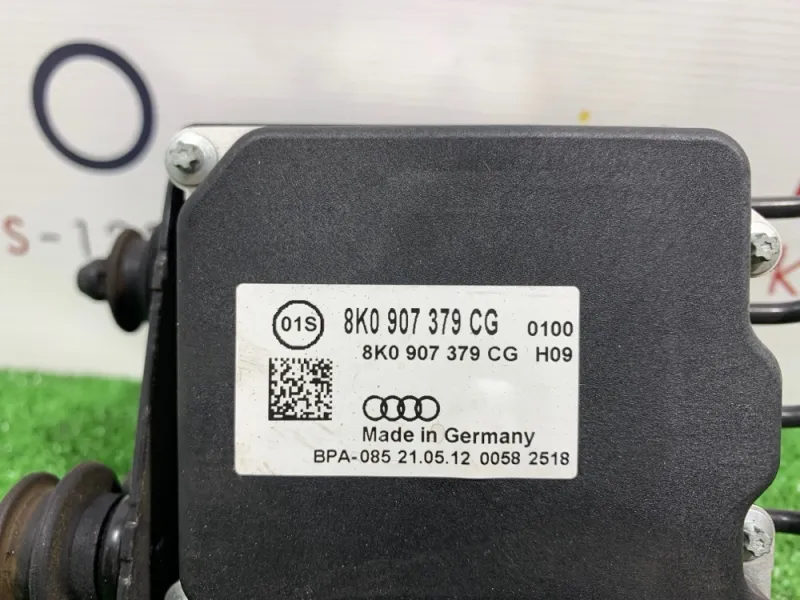 S-12
01S 8K0 907 379 CG 0100
8K0 907 379 CG H09
Made in Germany
BPA-085 21.05.12 0058 2518
K